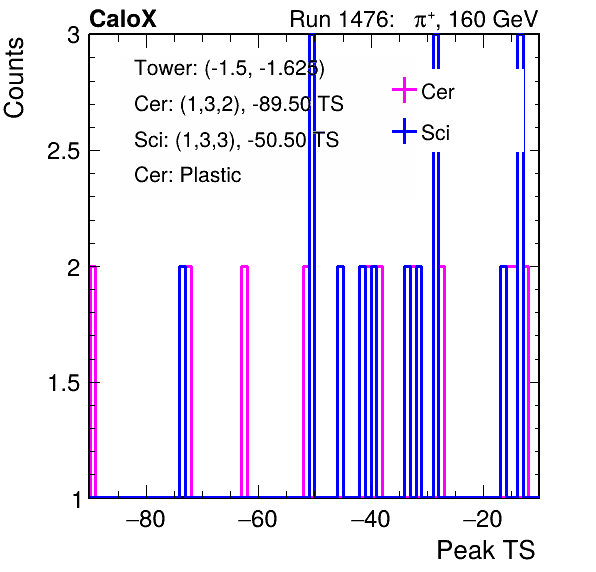 CaloX Run 1476: π⁺, 160 GeV
Counts
3
2.5
2
1.5
1
Tower: (-1.5, -1.625)
Cer: (1,3,2), -89.50 TS
Sci: (1,3,3), -50.50 TS
Cer: Plastic
Cer
Sci
−80 −60 −40 −20
Peak TS